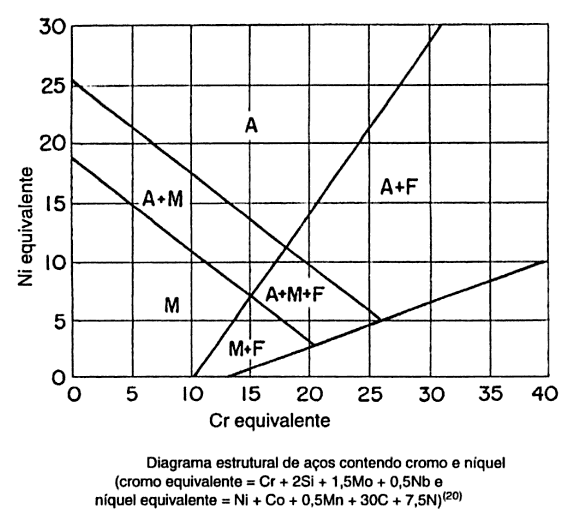 30
25
A
20
A+F
A+M
15
10
A+M+F
M
5
M+F
0
0 5 10 15 20 25 30 35 40
Ni equivalente
Cr equivalente
Diagrama estrutural de aços contendo cromo e níquel
(cromo equivalente = Cr + 2Si + 1,5Mo + 0,5Nb e
níquel equivalente = Ni + Co + 0,5Mn + 30C + 7,5N)(20)